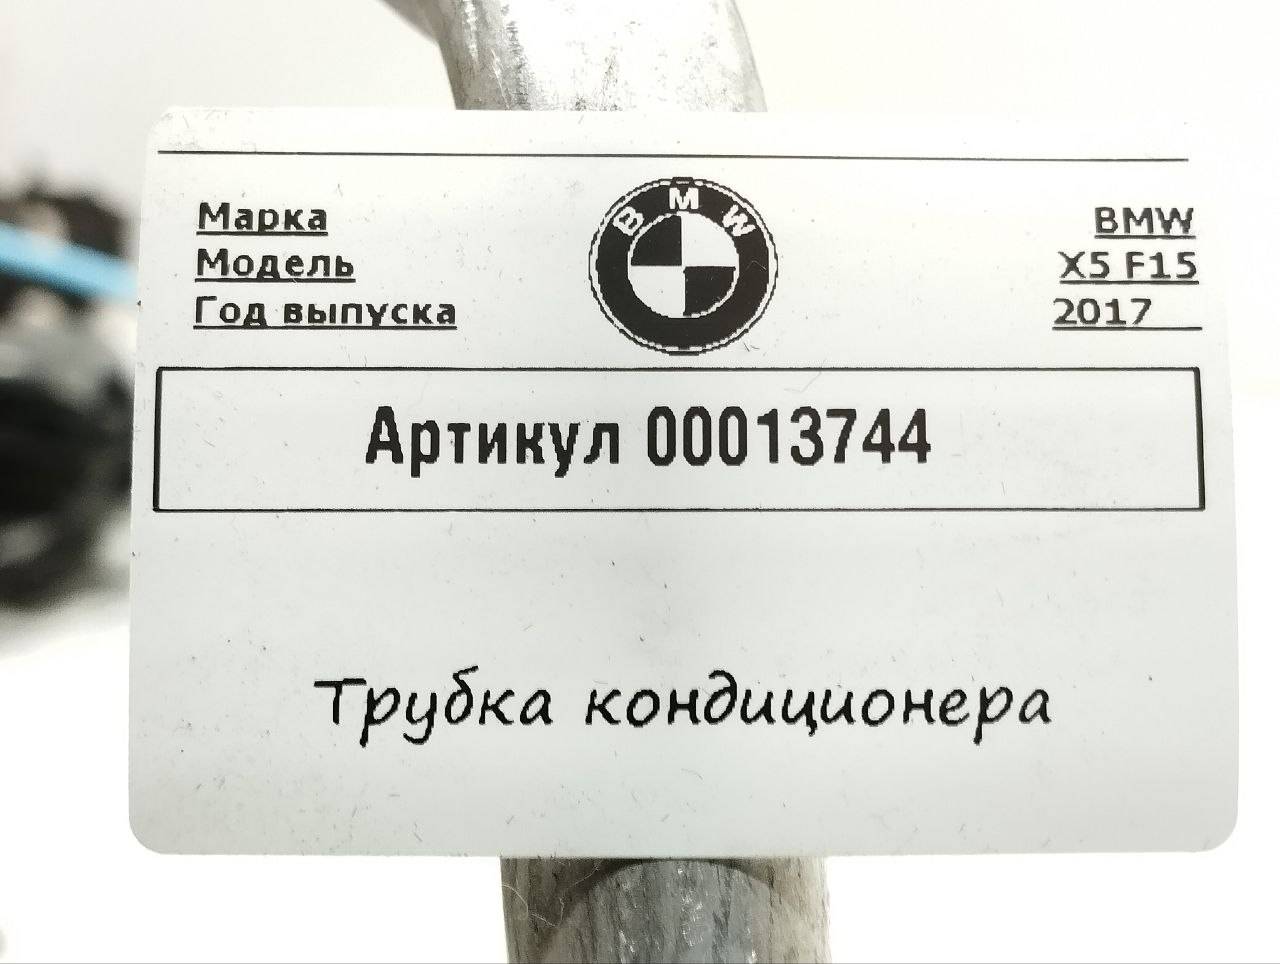 Марка BMW BMW
Модель X5 F15
Год выпуска 2017
Артикул 00013744
Трубка кондиционера